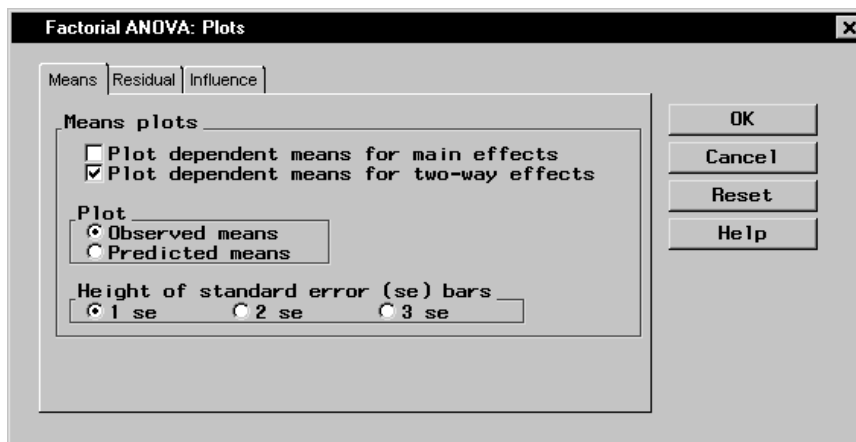 Factorial ANOVA: Plots
Means Residual Influence
Means plots
Plot dependent means for main effects
Plot dependent means for two-way effects
Plot
Observed means
Predicted means
Height of standard error (se) bars
1 se 2 se 3 se
OK
Cancel
Reset
Help